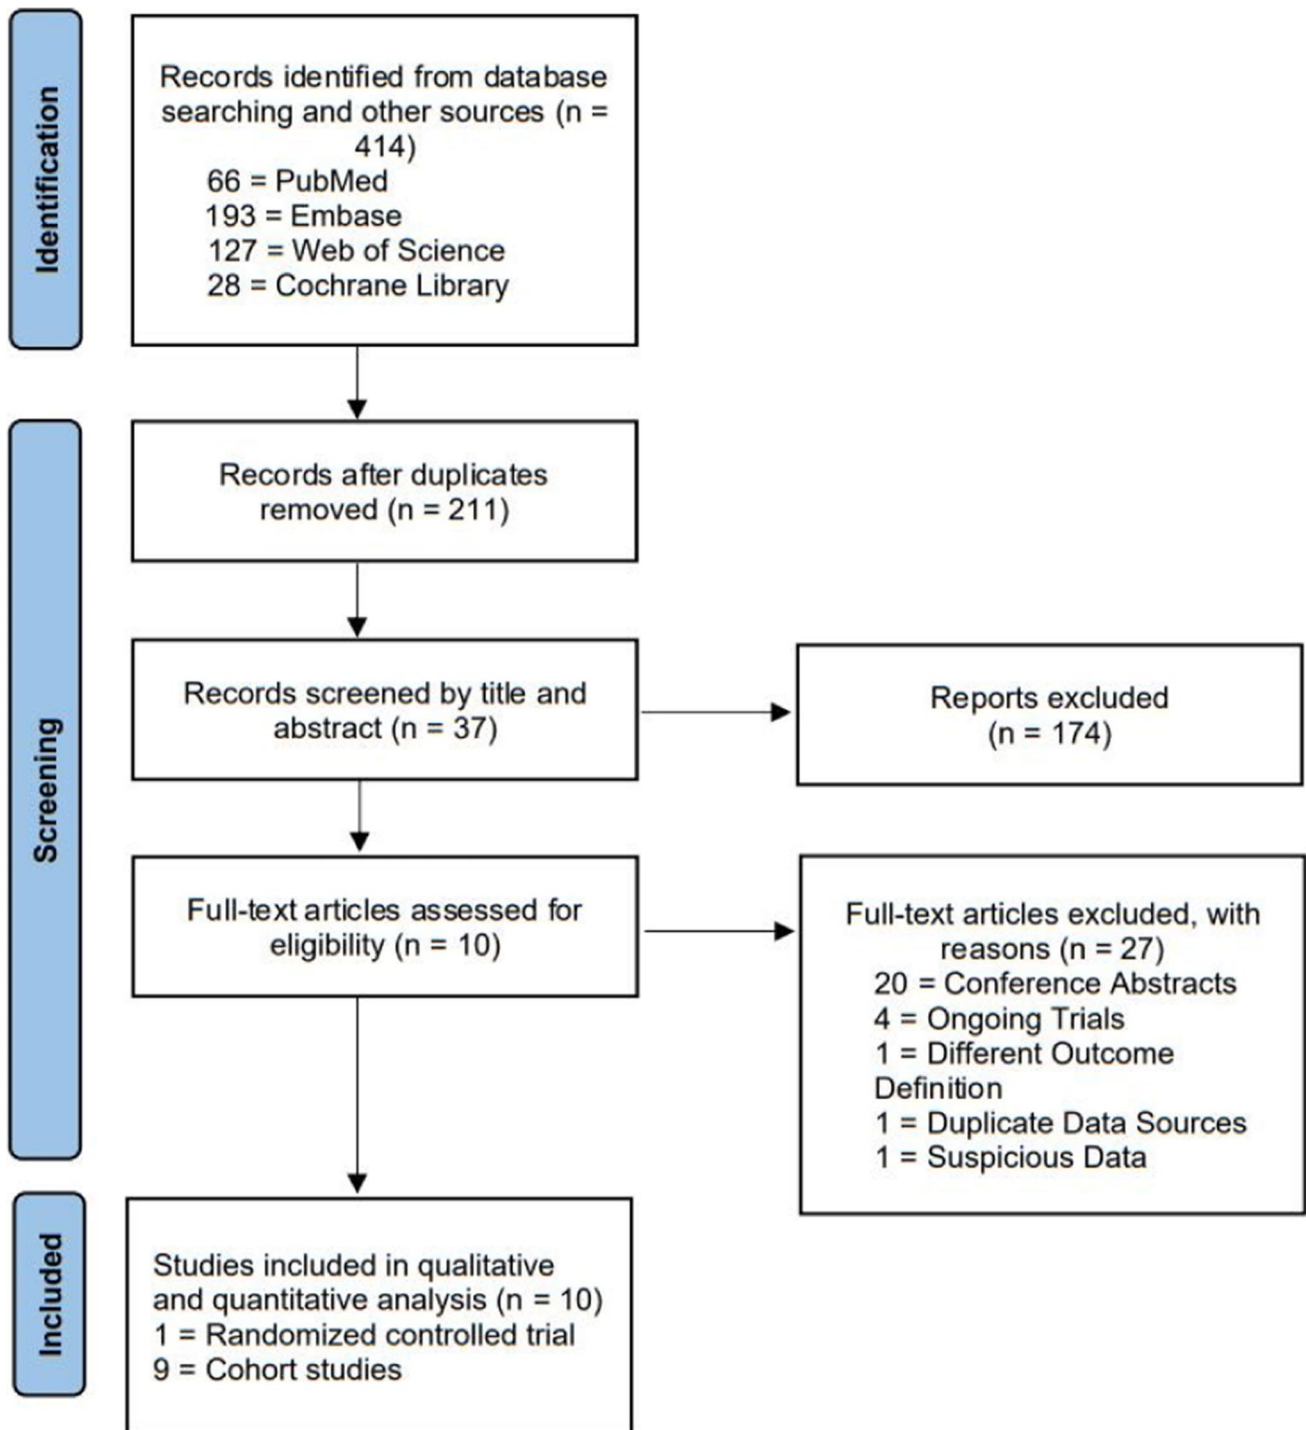 Identification
Records identified from database
searching and other sources (n =
414)
66 = PubMed
193 = Embase
127 = Web of Science
28 = Cochrane Library
Screening
Records after duplicates
removed (n = 211)
Records screened by title and
abstract (n = 37)
Reports excluded
(n = 174)
Full-text articles assessed for
eligibility (n = 10)
Full-text articles excluded, with
reasons (n = 27)
20 = Conference Abstracts
4 = Ongoing Trials
1 = Different Outcome
Definition
1 = Duplicate Data Sources
1 = Suspicious Data
Included
Studies included in qualitative
and quantitative analysis (n = 10)
1 = Randomized controlled trial
9 = Cohort studies